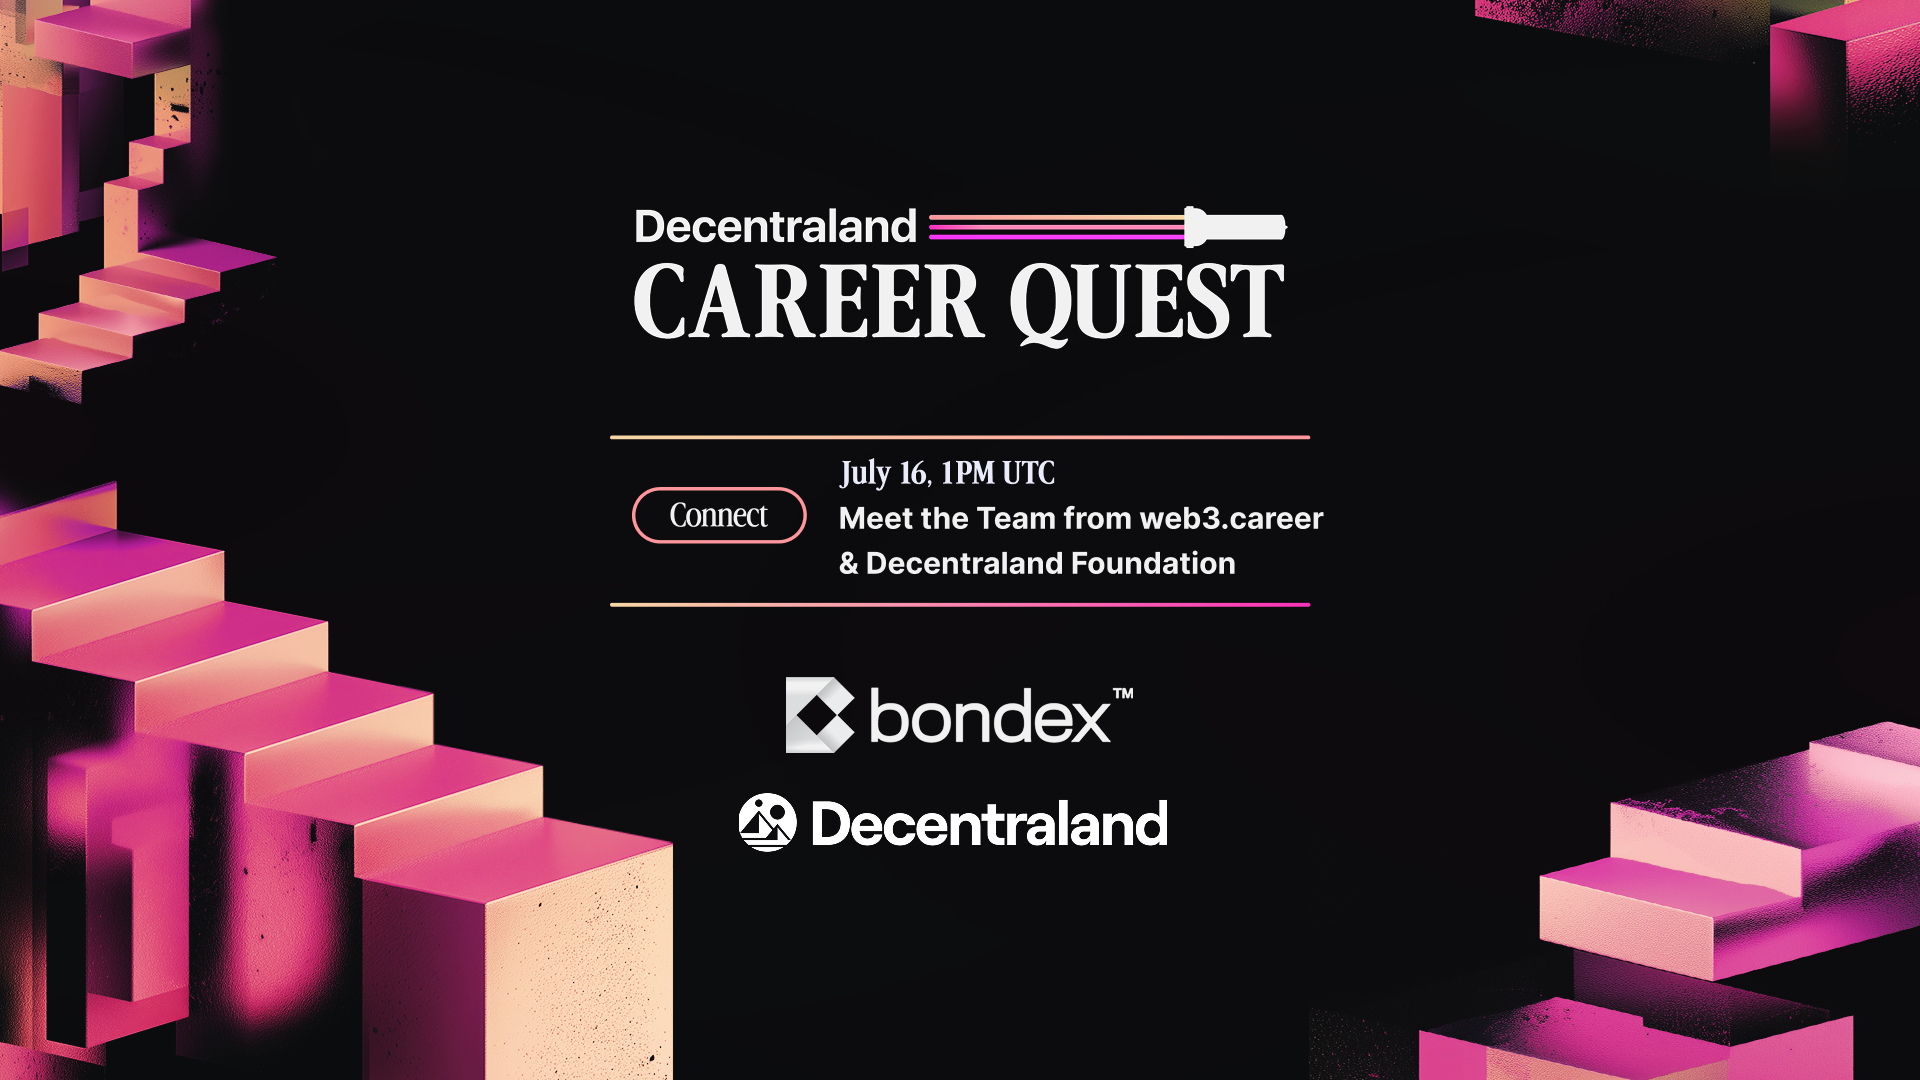 Decentraland
CAREER QUEST
Connect
July 16, 1PM UTC
Meet the Team from web3.career
& Decentraland Foundation
bondex™
Decentraland